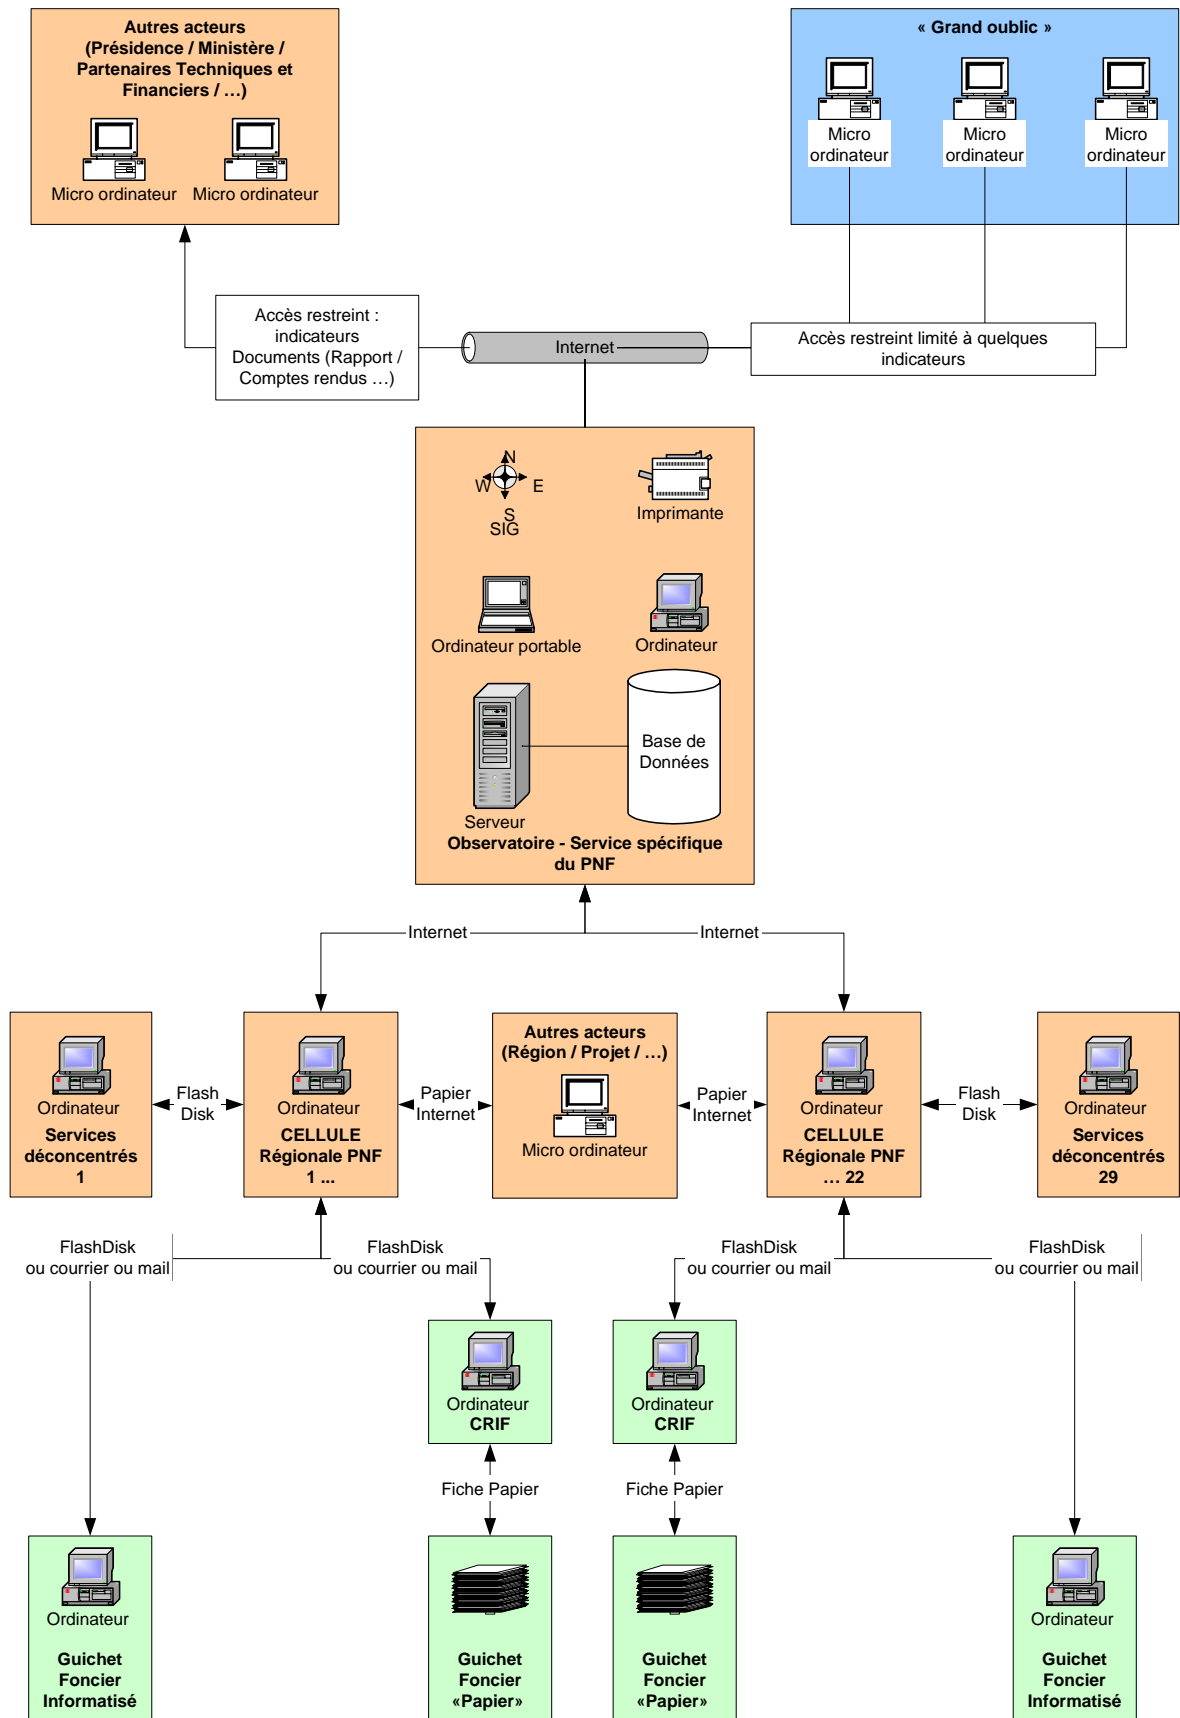 Autres acteurs
(Présidence / Ministère /
Partenaires Techniques et
Financiers / …)
Micro ordinateur
Micro ordinateur
« Grand oublic »
Micro
ordinateur
Micro
ordinateur
Micro
ordinateur
Accès restreint :
indicateurs
Documents (Rapport /
Comptes rendus …)
Internet
Accès restreint limité à quelques
indicateurs
N
W
E
S
SIG
Imprimante
Ordinateur portable
Ordinateur
Base de
Données
Serveur
Observatoire - Service spécifique
du PNF
Internet
Internet
Ordinateur
Services
déconcentrés
1
Flash
Disk
Ordinateur
CELLULE
Régionale PNF
1 ...
Papier
Internet
Autres acteurs
(Région / Projet / …)
Micro ordinateur
Papier
Internet
Ordinateur
CELLULE
Régionale PNF
… 22
Flash
Disk
Ordinateur
Services
déconcentrés
29
FlashDisk
ou courrier ou mail
FlashDisk
ou courrier ou mail
FlashDisk
ou courrier ou mail
FlashDisk
ou courrier ou mail
Ordinateur
CRIF
Ordinateur
CRIF
Fiche Papier
Fiche Papier
Ordinateur
Guichet
Foncier
Informatisé
Guichet
Foncier
«Papier»
Guichet
Foncier
«Papier»
Ordinateur
Guichet
Foncier
Informatisé